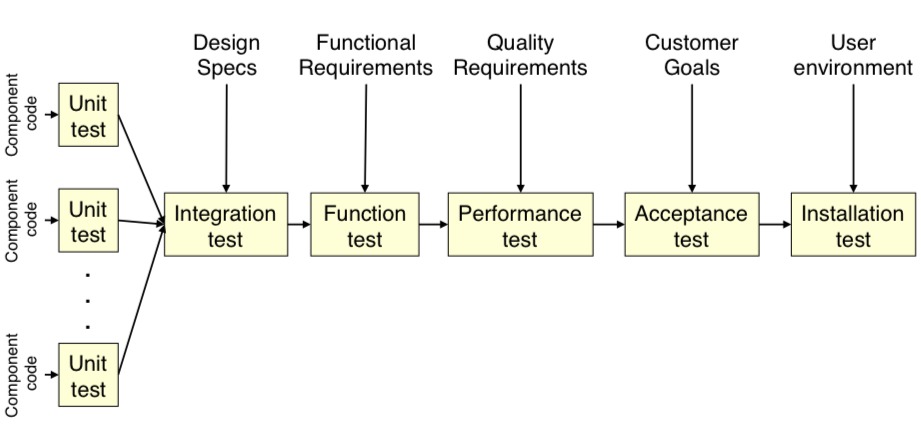 Design
Specs
Functional
Requirements
Quality
Requirements
Customer
Goals
User
environment
Component
code
Unit
test
Component
code
Unit
test
Integration
test
Function
test
Performance
test
Acceptance
test
Installation
test
.
.
.
Component
code
Unit
test